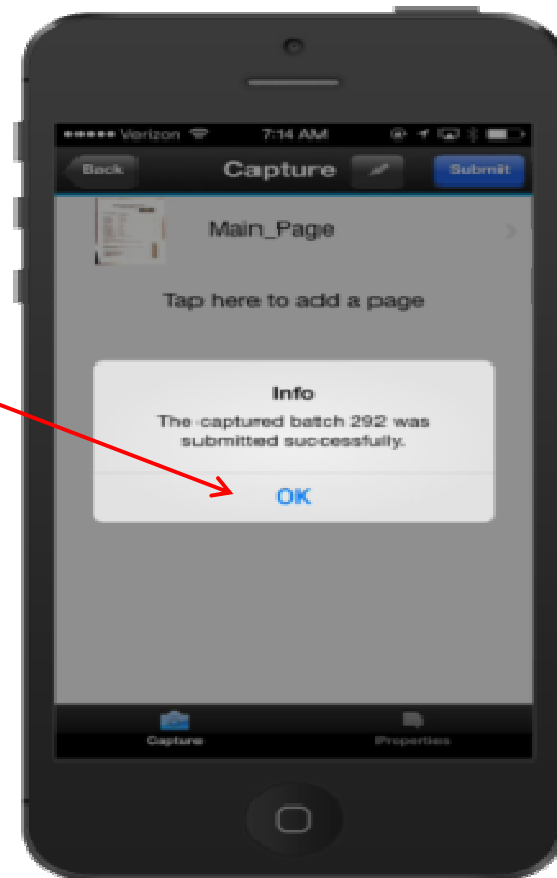 Verizon 7:14 AM
Back Capture Submit
Main_Page
Tap here to add a page
Info
The captured batch 292 was
submitted successfully.
OK
Capture iProperties